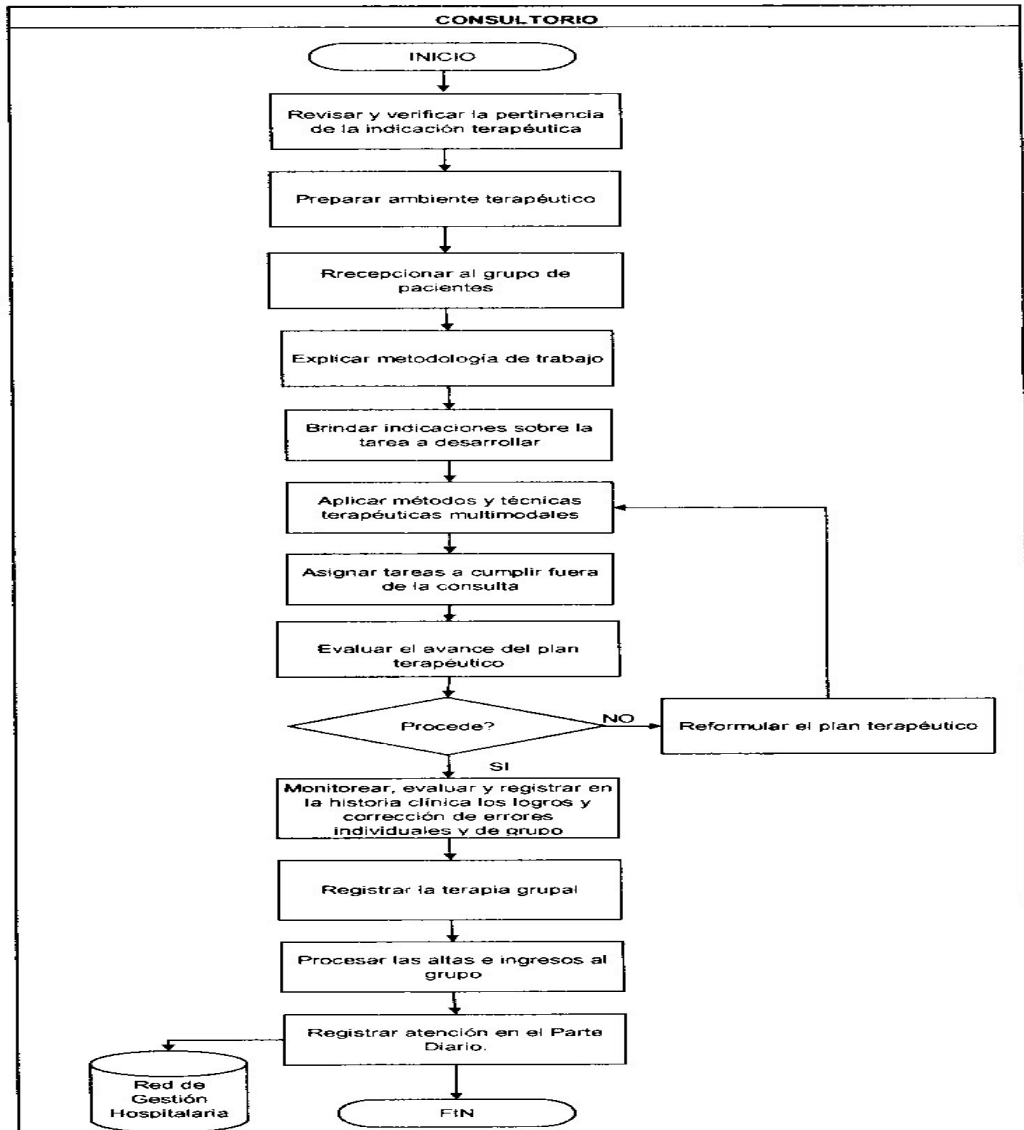 CONSULTORIO
INICIO
Revisar y verificar la pertinencia
de la indicación terapéutica
Preparar ambiente terapéutico
Rrecepcionar al grupo de
pacientes
Explicar metodología de trabajo
Brindar indicaciones sobre la
tarea a desarrollar
Aplicar métodos y técnicas
terapéuticas multimodales
Asignar tareas a cumplir fuera
de la consulta
Evaluar el avance del plan
terapéutico
Procede?
NO
Reformular el plan terapéutico
SI
Monitorear, evaluar y registrar en
la historia clínica los logros y
corrección de errores
individuales y de grupo
Registrar la terapia grupal
Procesar las altas e ingresos al
grupo
Registrar atención en el Parte
Diario.
Red de
Gestión
Hospitalaria
FIN